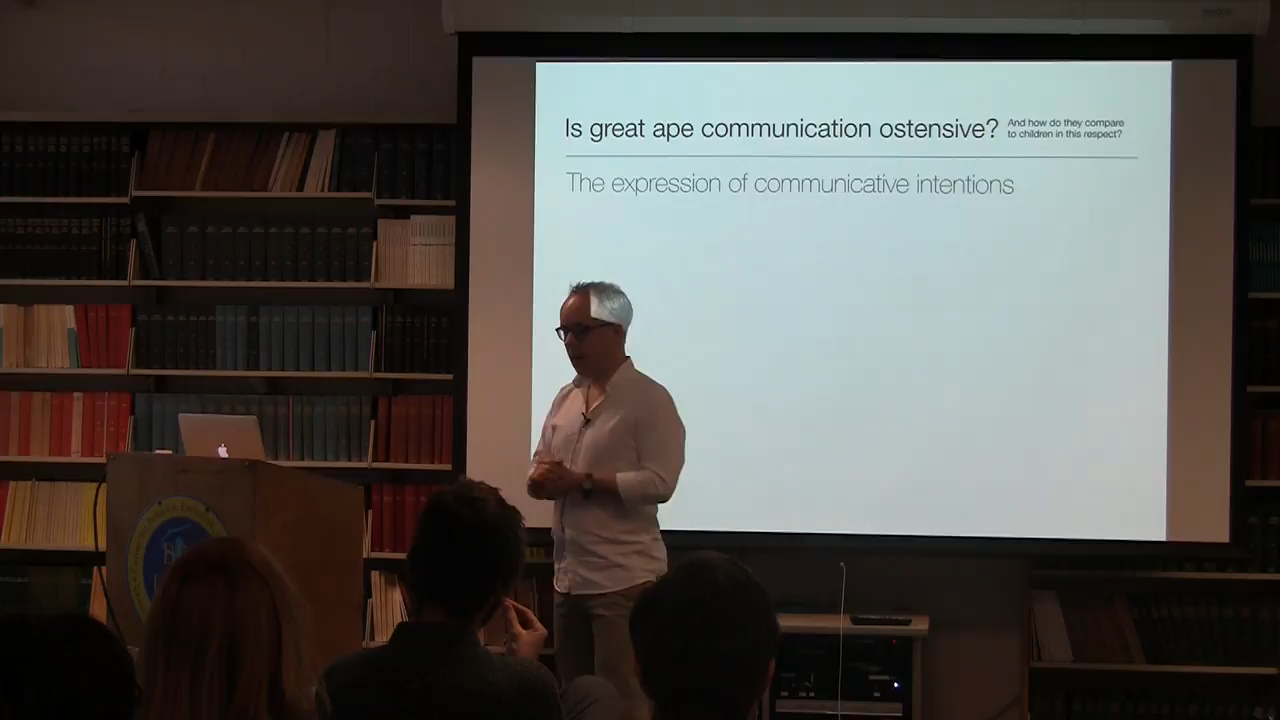 Is great ape communication ostensive?
And how do they compare
to children in this respect?
The expression of communicative intentions